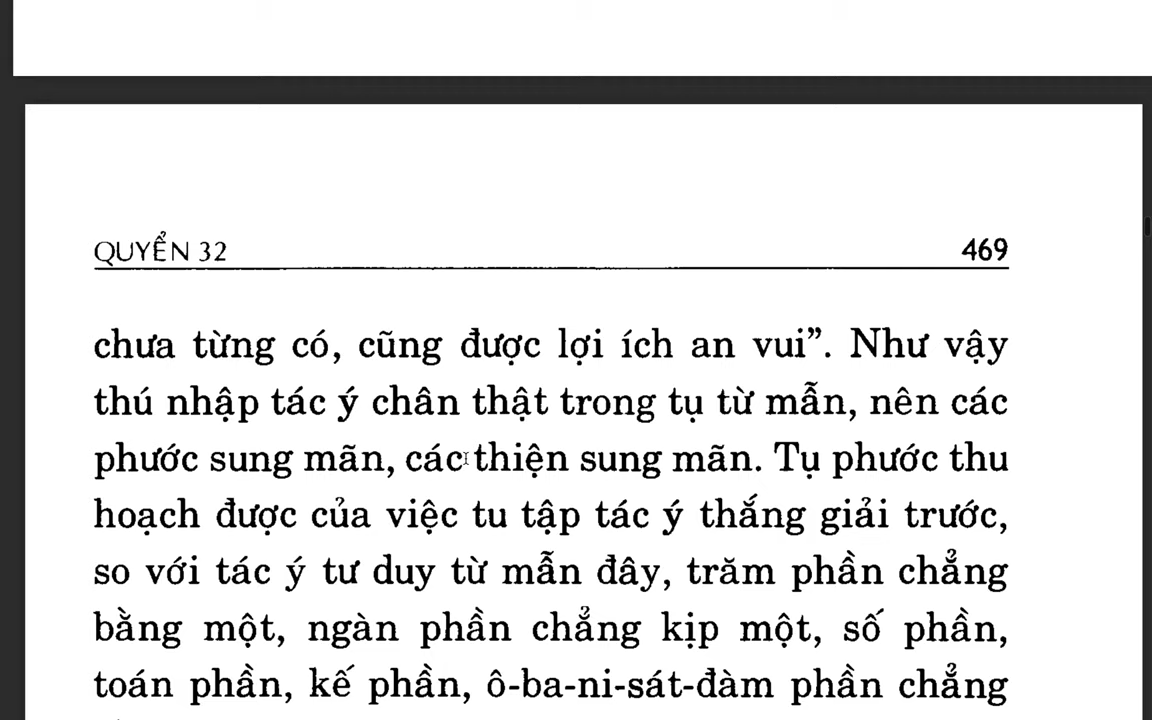 QUYỂN 32 469
chưa từng có, cũng được lợi ích an vui”. Như vậy
thú nhập tác ý chân thật trong tụ từ mẫn, nên các
phước sung mãn, các thiện sung mãn. Tụ phước thu
hoạch được của việc tu tập tác ý thắng giải trước,
so với tác ý tư duy từ mẫn đây, trăm phần chẳng
bằng một, ngàn phần chẳng kịp một, số phần,
toán phần, kế phần, ô-ba-ni-sát-đàm phần chẳng